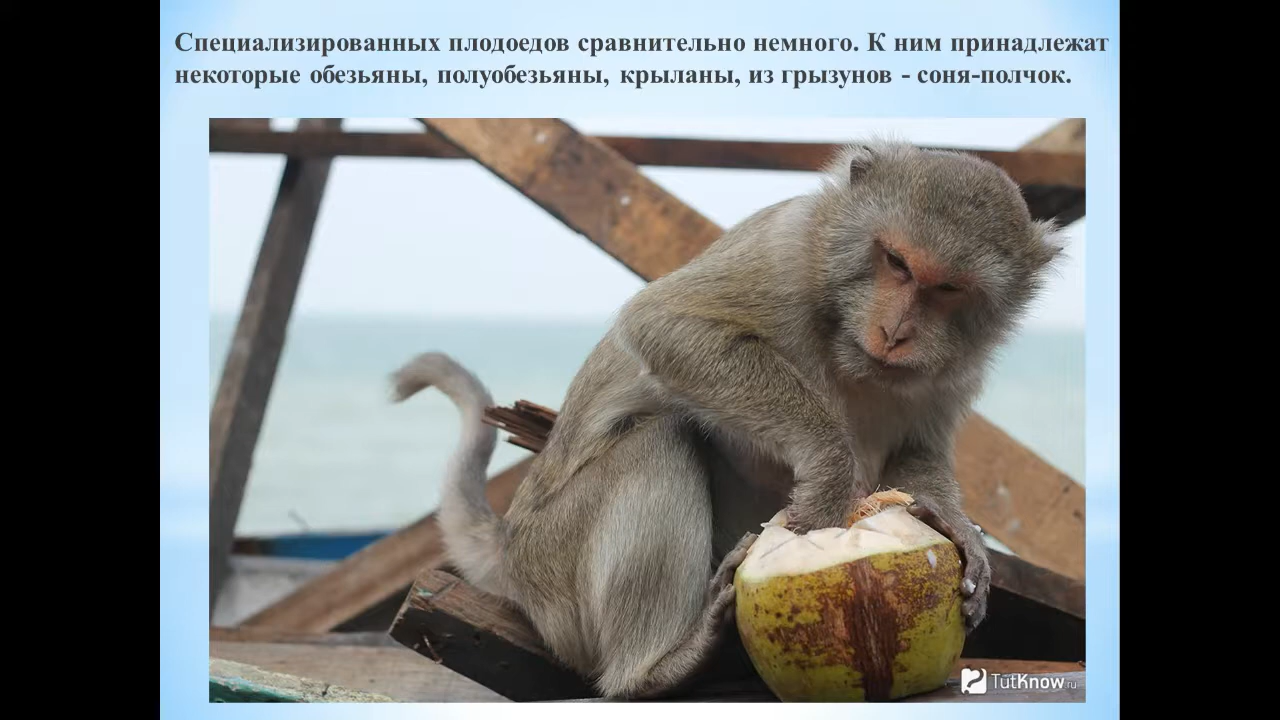 Специализированных плодоедов сравнительно немного. К ним принадлежат
некоторые обезьяны, полуобезьяны, крыланы, из грызунов - соня-полчок.
TutKnow.ru